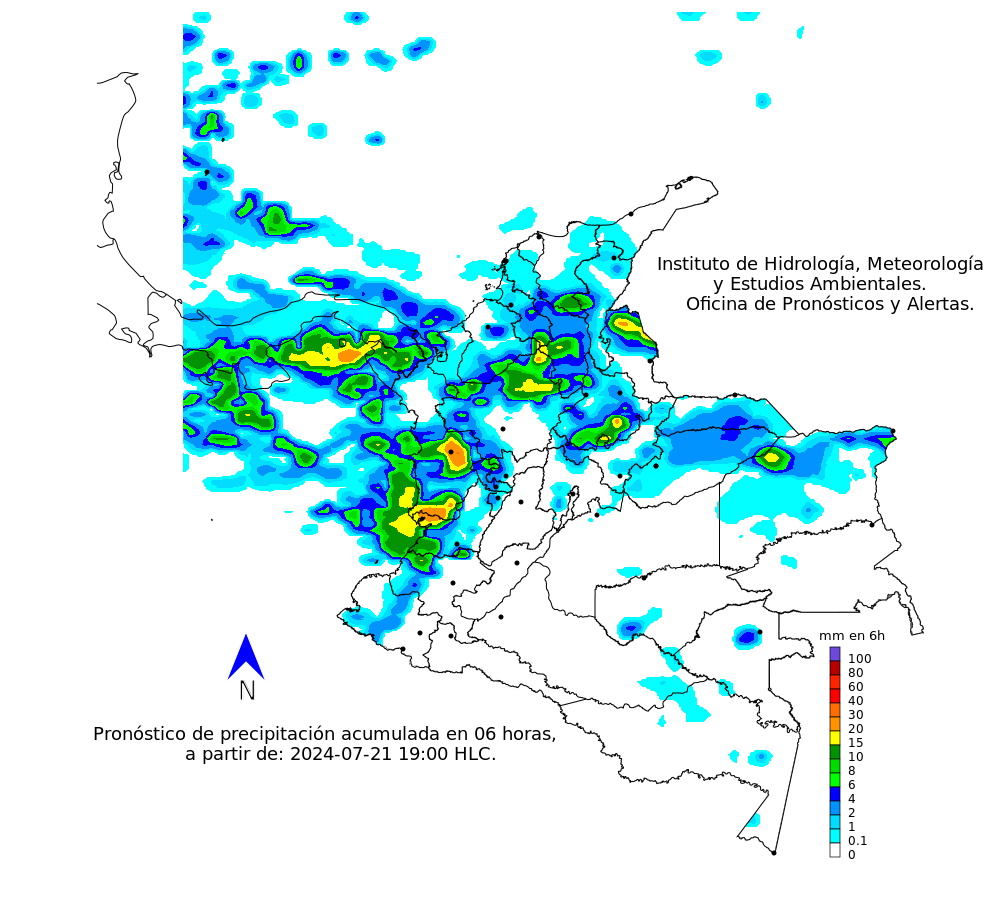 Instituto de Hidrología, Meteorología
y Estudios Ambientales.
Oficina de Pronósticos y Alertas.
mm en 6h
100
80
60
40
30
20
15
10
8
6
4
2
1
0.1
0
N
Pronóstico de precipitación acumulada en 06 horas,
a partir de: 2024-07-21 19:00 HLC.